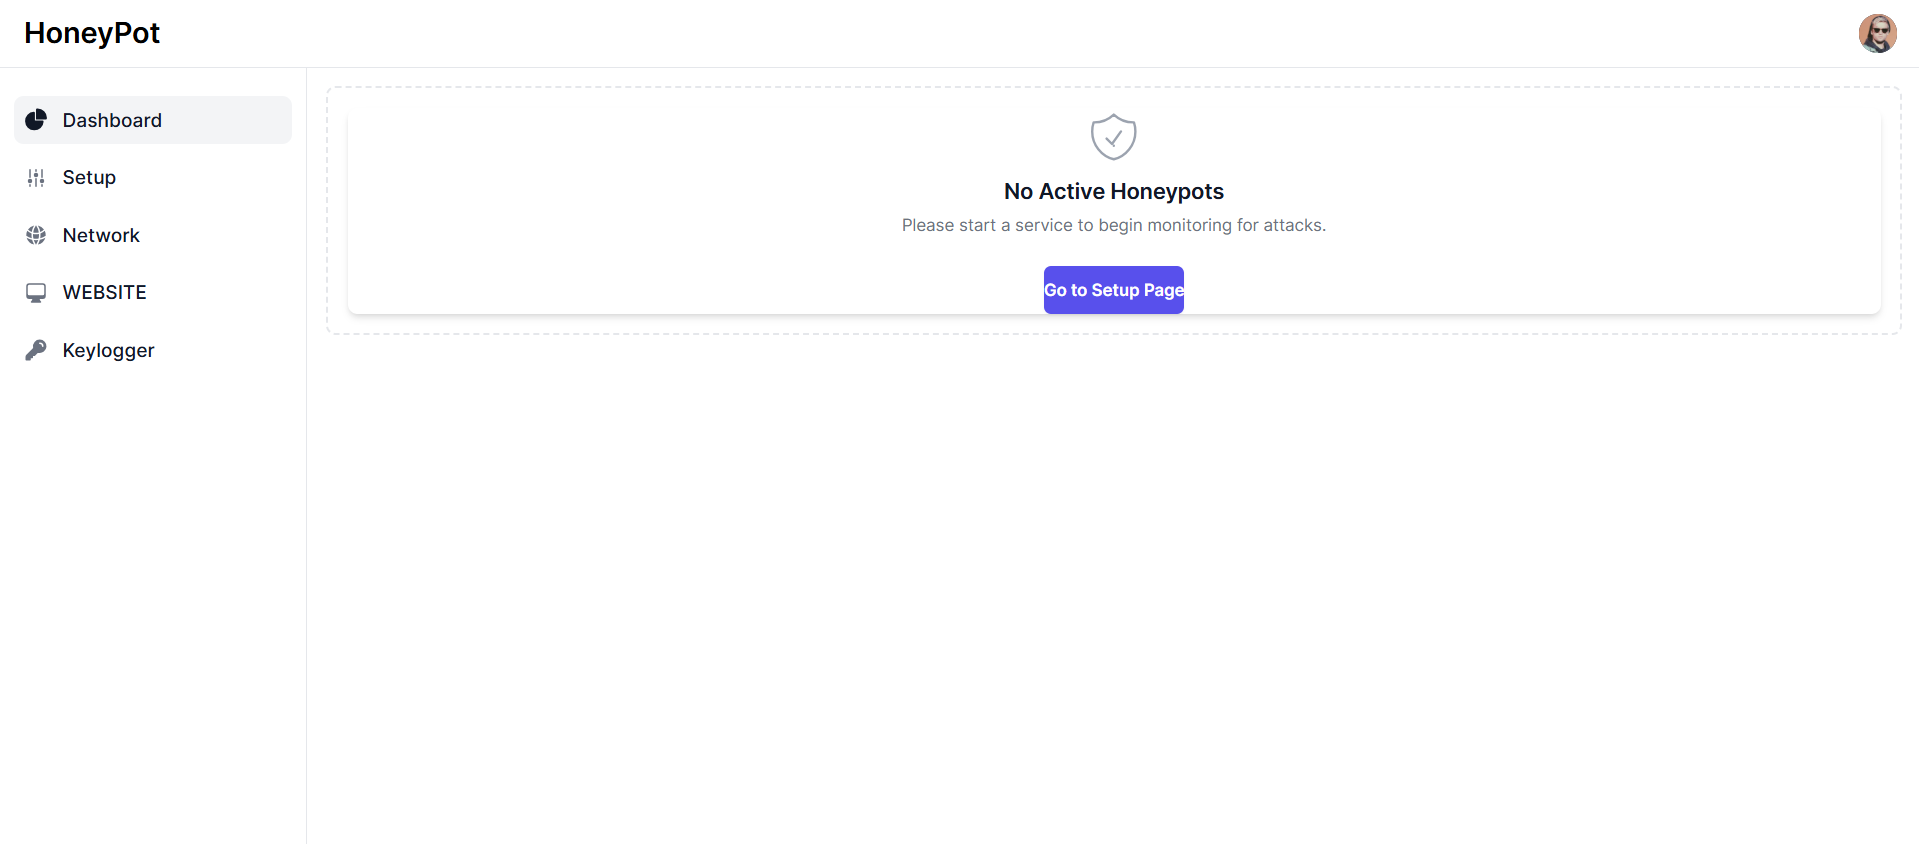 HoneyPot
Dashboard
Setup
Network
WEBSITE
Keylogger
No Active Honeypots
Please start a service to begin monitoring for attacks.
Go to Setup Page